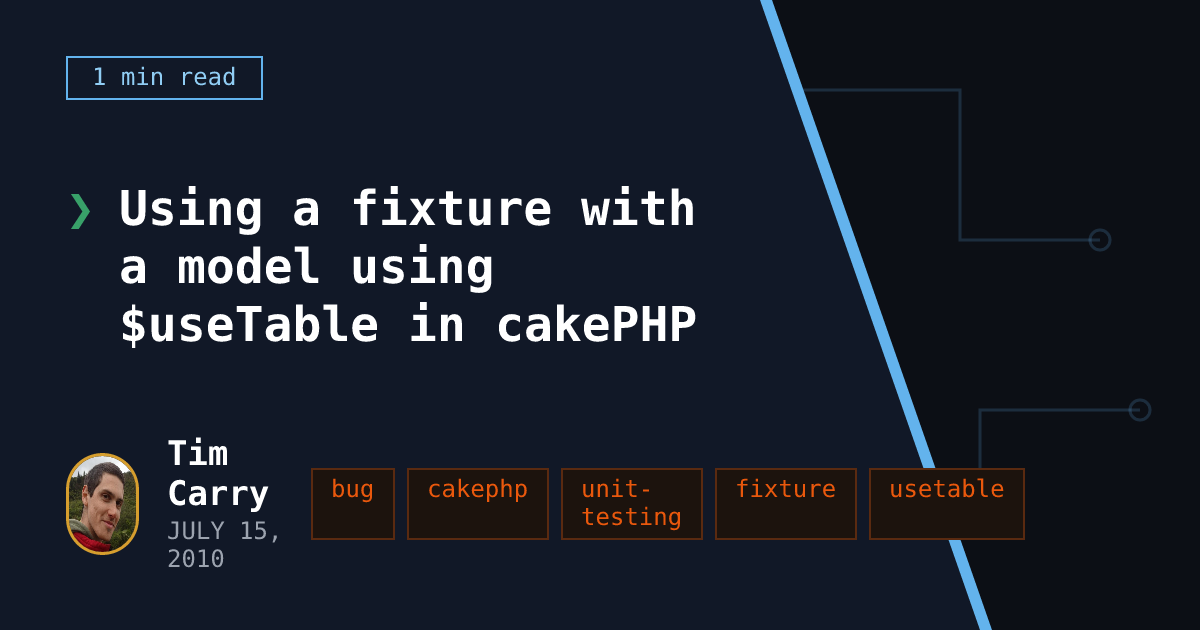 1 min read
❯ Using a fixture with
a model using
$useTable in cakePHP
Tim
Carry
JULY 15,
2010
bug
cakephp
unit-
testing
fixture
usetable